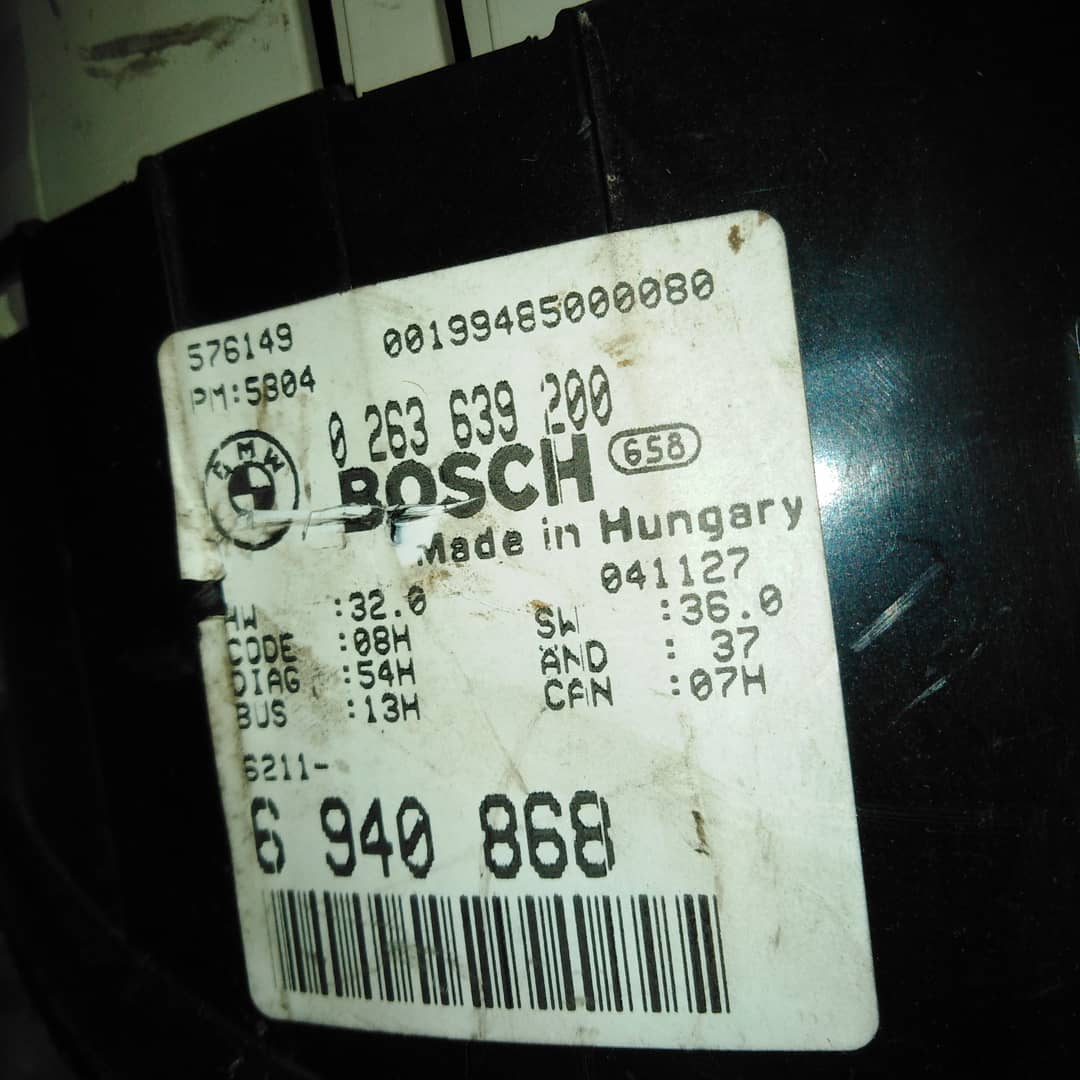 576149 00199485000080
PM:5804
0 263 639 200
BMW
BOSCH 658
Made in Hungary
041127
HW :32.0 SW :36.0
CODE :08H AND : 37
DIAG :54H CAN :07H
BUS :13H
6211-
6 940 868